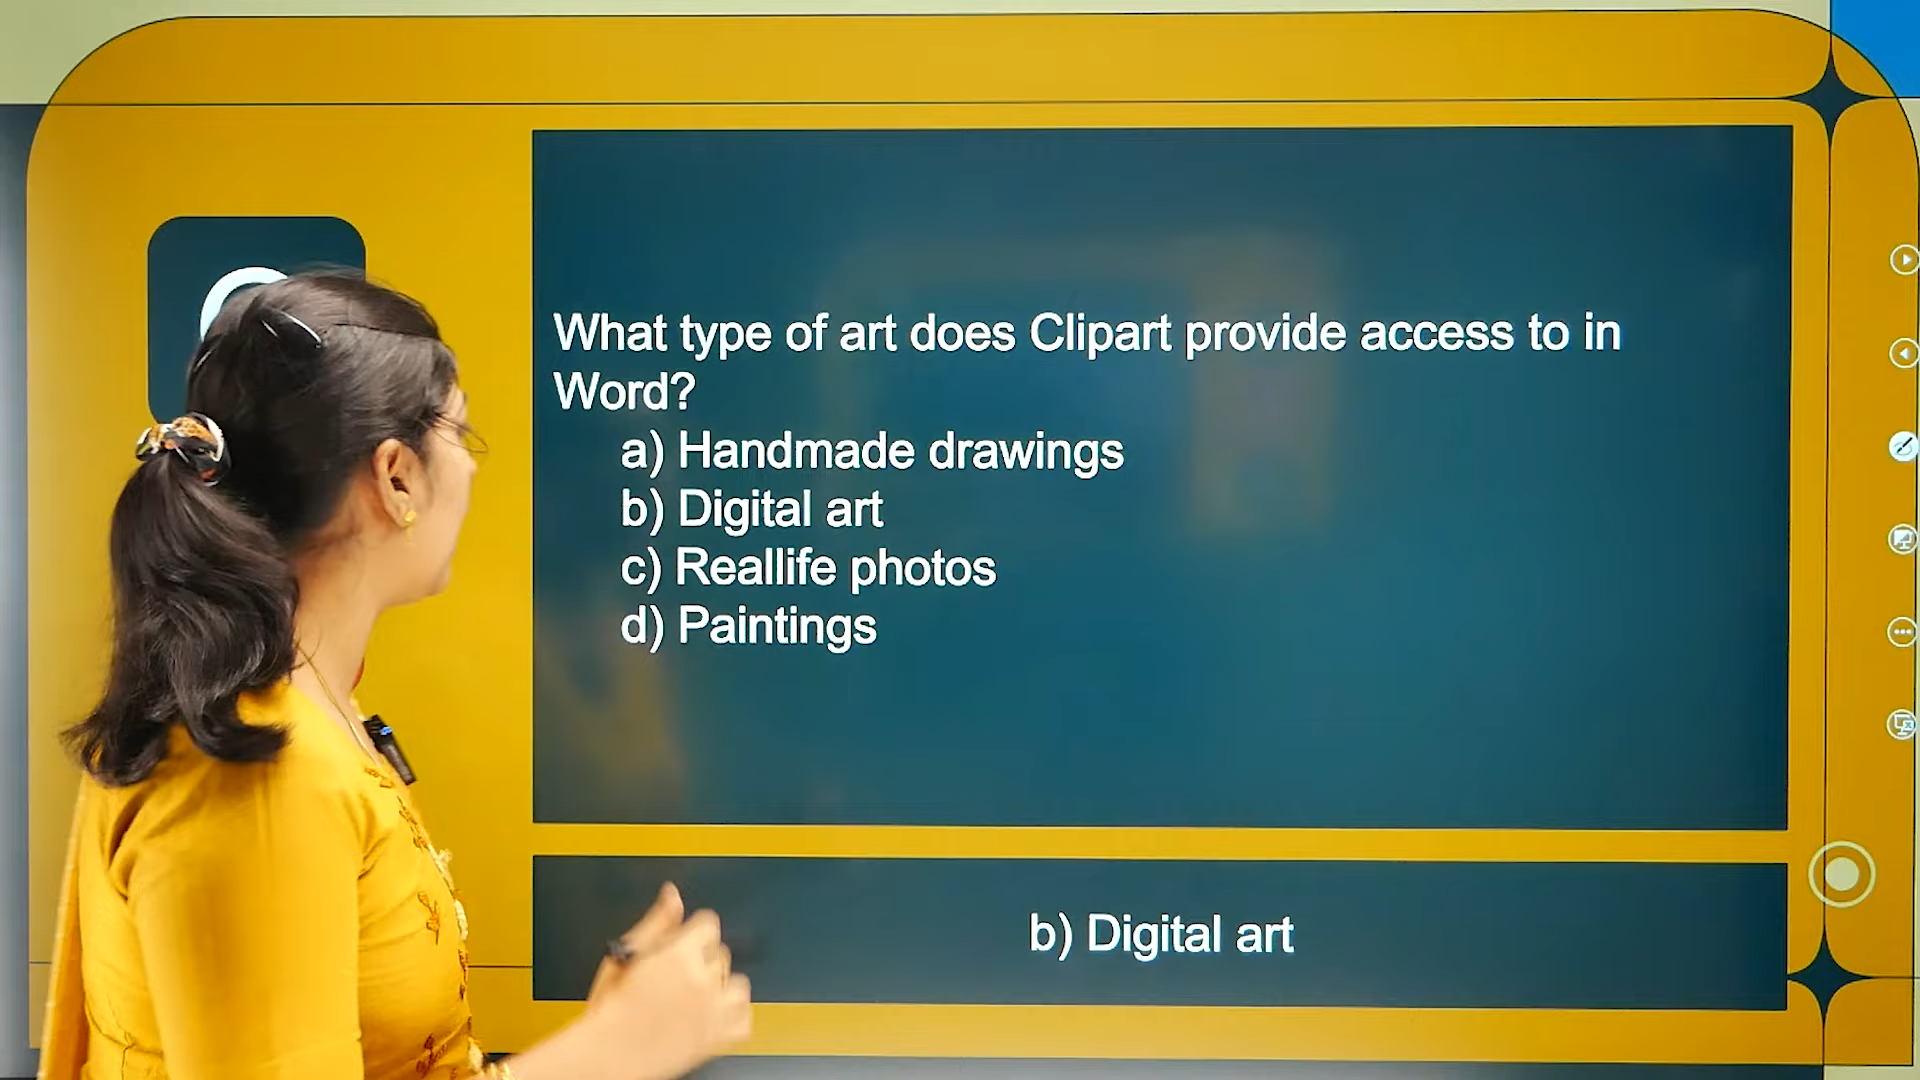 What type of art does Clipart provide access to in
Word?
a) Handmade drawings
b) Digital art
c) Reallife photos
d) Paintings
b) Digital art